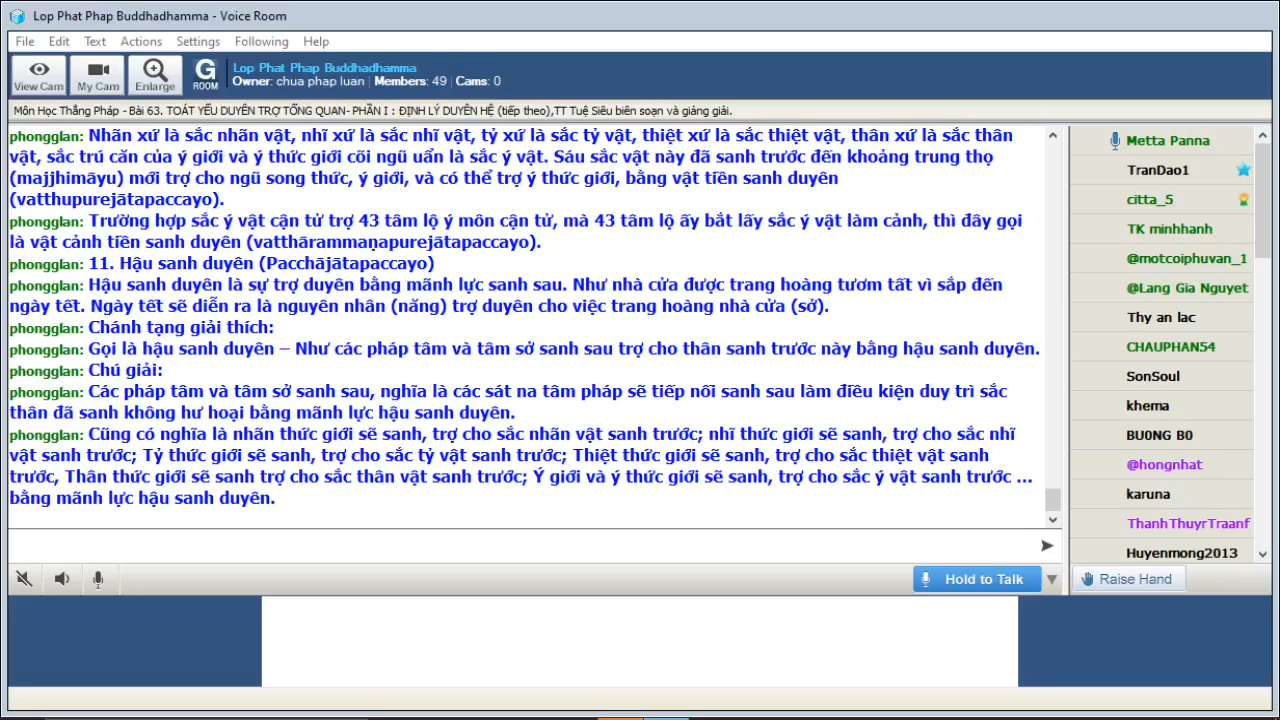 Lop Phat Phap Buddhadhamma - Voice Room
File Edit Text Actions Settings Following Help
View Cam My Cam Enlarge G ROOM
Lop Phat Phap Buddhadhamma
Owner: chua phap luan | Members: 49 | Cams: 0
Môn Học Thắng Pháp - Bài 63. TOÁT YẾU DUYÊN TRỢ TỔNG QUAN- PHẦN I : ĐỊNH LÝ DUYÊN HỆ (tiếp theo),TT Tuệ Siêu biên soạn và giảng giải.
phongglan: Nhãn xứ là sắc nhãn vật, nhĩ xứ là sắc nhĩ vật, tỷ xứ là sắc tỷ vật, thiệt xứ là sắc thiệt vật, thân xứ là sắc thân
vật, sắc trú căn của ý giới và ý thức giới cõi ngũ uẩn là sắc ý vật. Sáu sắc vật này đã sanh trước đến khoảng trung thọ
(majjhimāyu) mới trợ cho ngũ song thức, ý giới, và có thể trợ ý thức giới, bằng vật tiền sanh duyên
(vatthupurejātapaccayo).
phongglan: Trường hợp sắc ý vật cận tử trợ 43 tâm lộ ý môn cận tử, mà 43 tâm lộ ấy bắt lấy sắc ý vật làm cảnh, thì đây gọi
là vật cảnh tiền sanh duyên (vatthārammaṇapurejātapaccayo).
phongglan: 11. Hậu sanh duyên (Pacchājātapaccayo)
phongglan: Hậu sanh duyên là sự trợ duyên bằng mãnh lực sanh sau. Như nhà cửa được trang hoàng tươm tất vì sắp đến
ngày tết. Ngày tết sẽ diễn ra là nguyên nhân (năng) trợ duyên cho việc trang hoàng nhà cửa (sở).
phongglan: Chánh tạng giải thích:
phongglan: Gọi là hậu sanh duyên – Như các pháp tâm và tâm sở sanh sau trợ cho thân sanh trước này bằng hậu sanh duyên.
phongglan: Chú giải:
phongglan: Các pháp tâm và tâm sở sanh sau, nghĩa là các sát na tâm pháp sẽ tiếp nối sanh sau làm điều kiện duy trì sắc
thân đã sanh không hư hoại bằng mãnh lực hậu sanh duyên.
phongglan: Cũng có nghĩa là nhãn thức giới sẽ sanh, trợ cho sắc nhãn vật sanh trước; nhĩ thức giới sẽ sanh, trợ cho sắc nhĩ
vật sanh trước; Tỷ thức giới sẽ sanh, trợ cho sắc tỷ vật sanh trước; Thiệt thức giới sẽ sanh, trợ cho sắc thiệt vật sanh
trước, Thân thức giới sẽ sanh trợ cho sắc thân vật sanh trước; Ý giới và ý thức giới sẽ sanh, trợ cho sắc ý vật sanh trước ...
bằng mãnh lực hậu sanh duyên.
Metta Panna
TranDao1
citta_5
TK minhhanh
@motcoiphuvan_1
@Lang Gia Nguyet
Thy an lac
CHAUPHAN54
SonSoul
khema
BU0NG B0
@hongnhat
karuna
ThanhThuyrTraanf
Huyenmong2013
Hold to Talk
Raise Hand